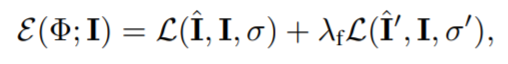 ℰ(Φ; 𝐈) = ℒ(𝐈̂, 𝐈, σ) + λ_f ℒ(𝐈̂′, 𝐈, σ′),